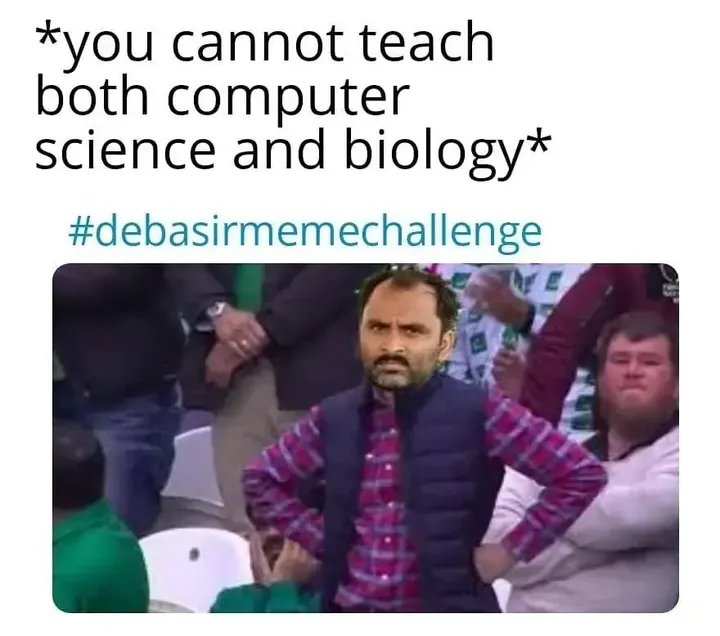 *you cannot teach
both computer
science and biology*
#debasirmemechallenge